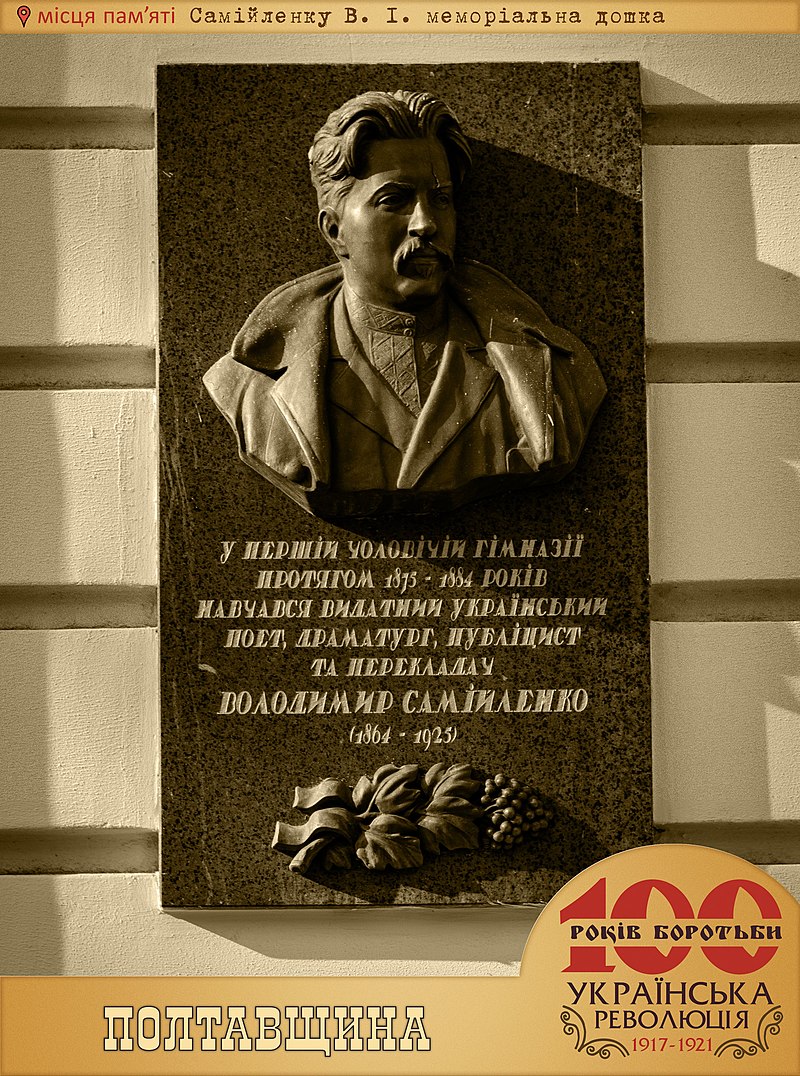 місця пам'яті Самійленку В. І. меморіальна дошка
У ПЕРШІЙ ЧОЛОВІЧІЙ ГІМНАЗІЇ
ПРОТЯГОМ 1875 - 1884 РОКІВ
НАВЧАВСЯ ВИДАТНИЙ УКРАЇНСЬКИЙ
ПОЕТ, ДРАМАТУРГ, ПУБЛІЦИСТ
ТА ПЕРЕКЛАДАЧ
ВОЛОДИМИР САМІЙЛЕНКО
(1864 - 1925)
100
РОКІВ БОРОТЬБИ
УКРАЇНСЬКА
РЕВОЛЮЦІЯ
1917-1921
ПОЛТАВЩИНА